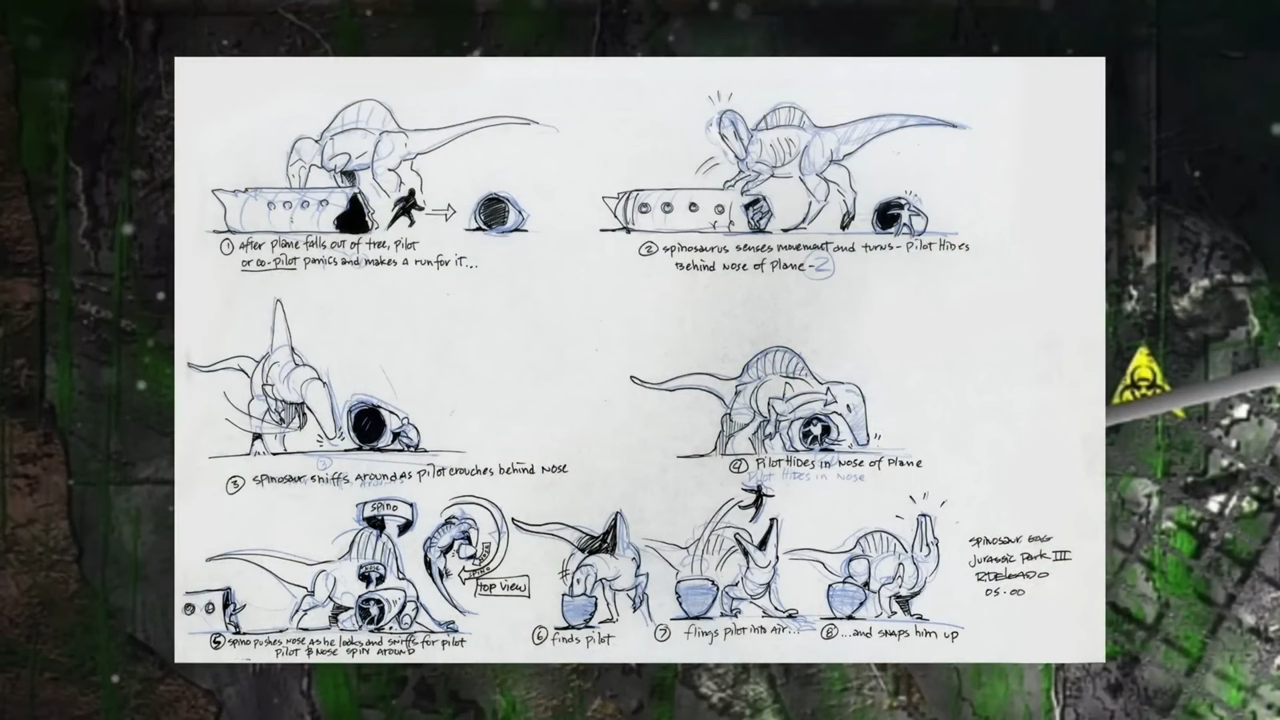 ① After plane falls out of tree, pilot
or co-pilot panics and makes a run for it...
② spinosaurus senses movement and turns - Pilot Hides
Behind Nose of Plane - 2
③ spinosaur sniffs around as pilot crouches behind nose
④ Pilot Hides in Nose of Plane
Pilot Hides in Nose
SPINO
top view
⑤ spino pushes nose as he looks and sniffs for pilot
pilot & nose spin around
⑥ finds pilot
⑦ flings pilot into air...
⑧ ...and snaps him up
spinosaur
Jurassic Park III
R. DELGADO
05-00